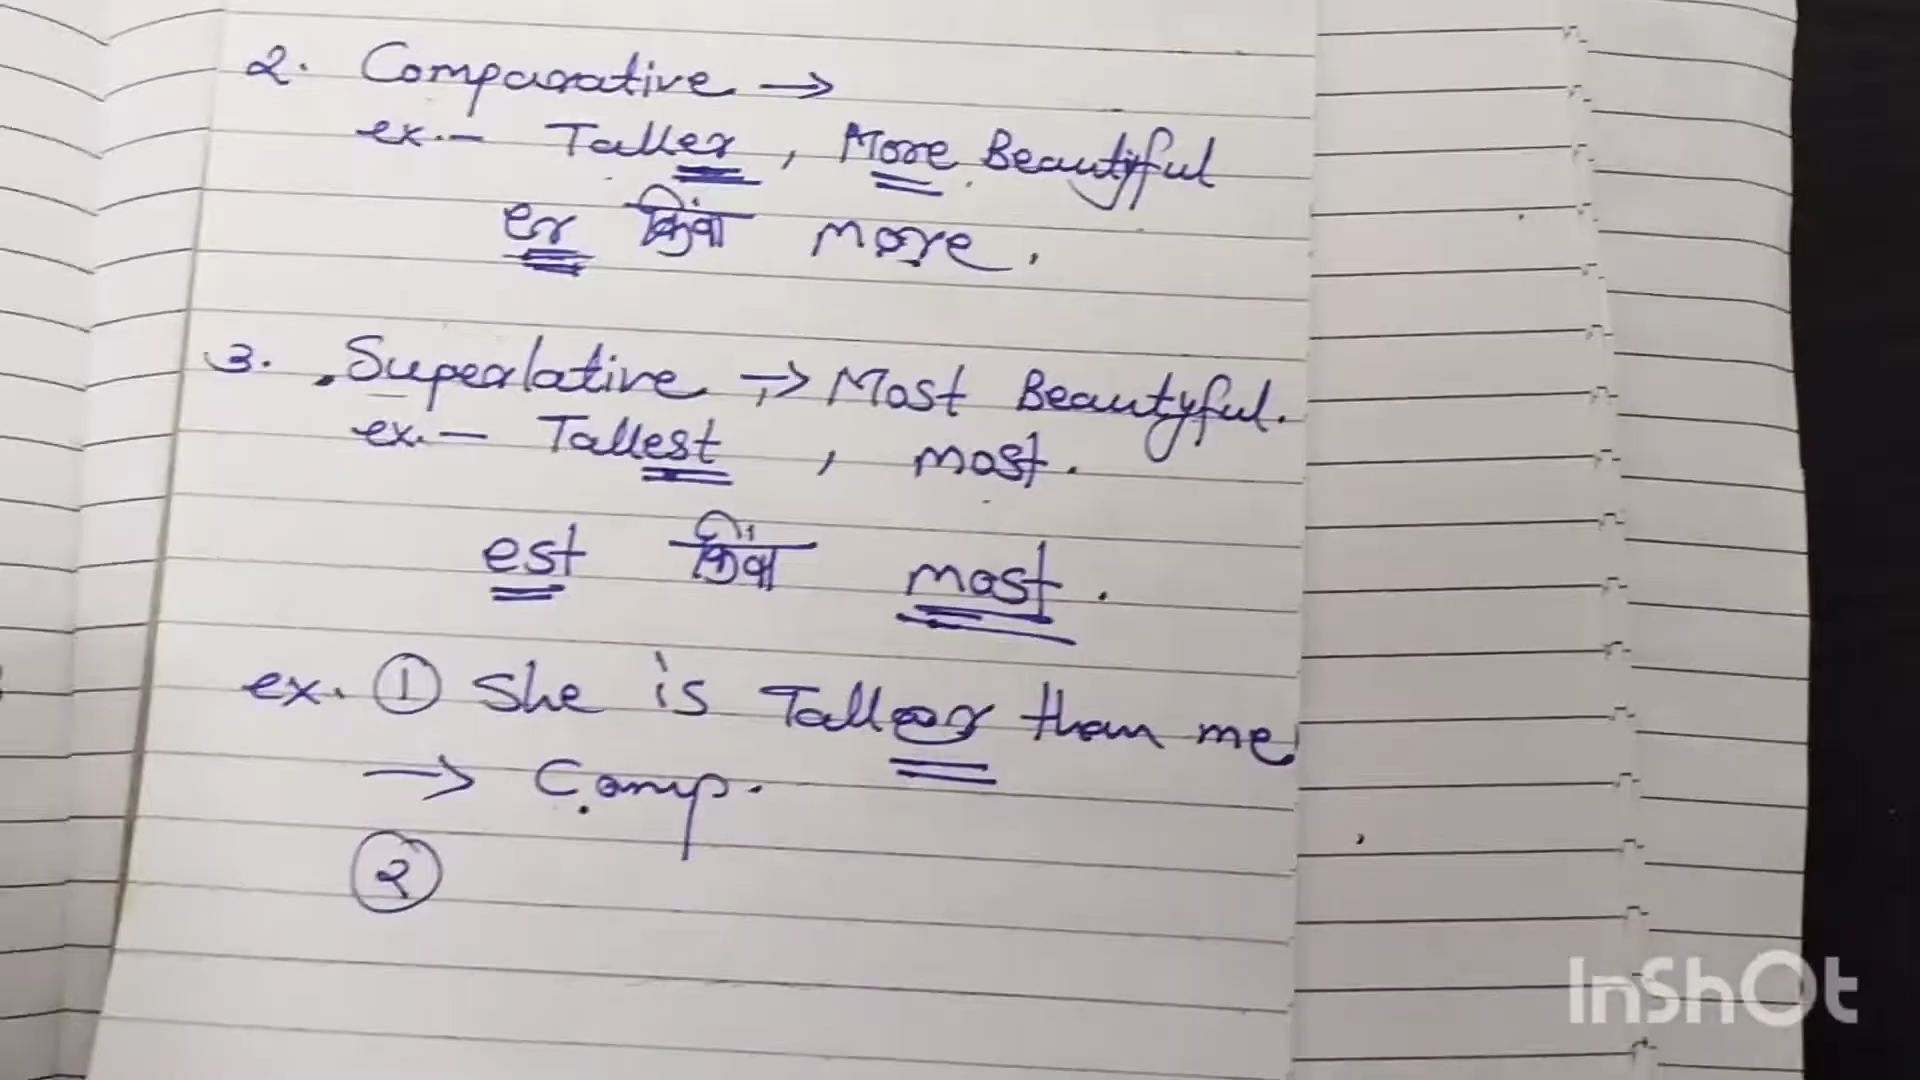 2. Comparative →
ex.- Taller , More Beautyful
er किंवा more.
3. Superlative → Most Beautyful.
ex.- Tallest , most.
est किंवा most.
ex. ① She is Taller than me
→ Comp.
②
InShOt